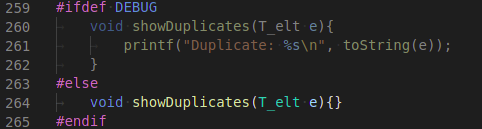 259 #ifdef DEBUG
260 void showDuplicates(T_elt e){
261 printf("Duplicate: %s\n", toString(e));
262 }
263 #else
264 void showDuplicates(T_elt e){}
265 #endif